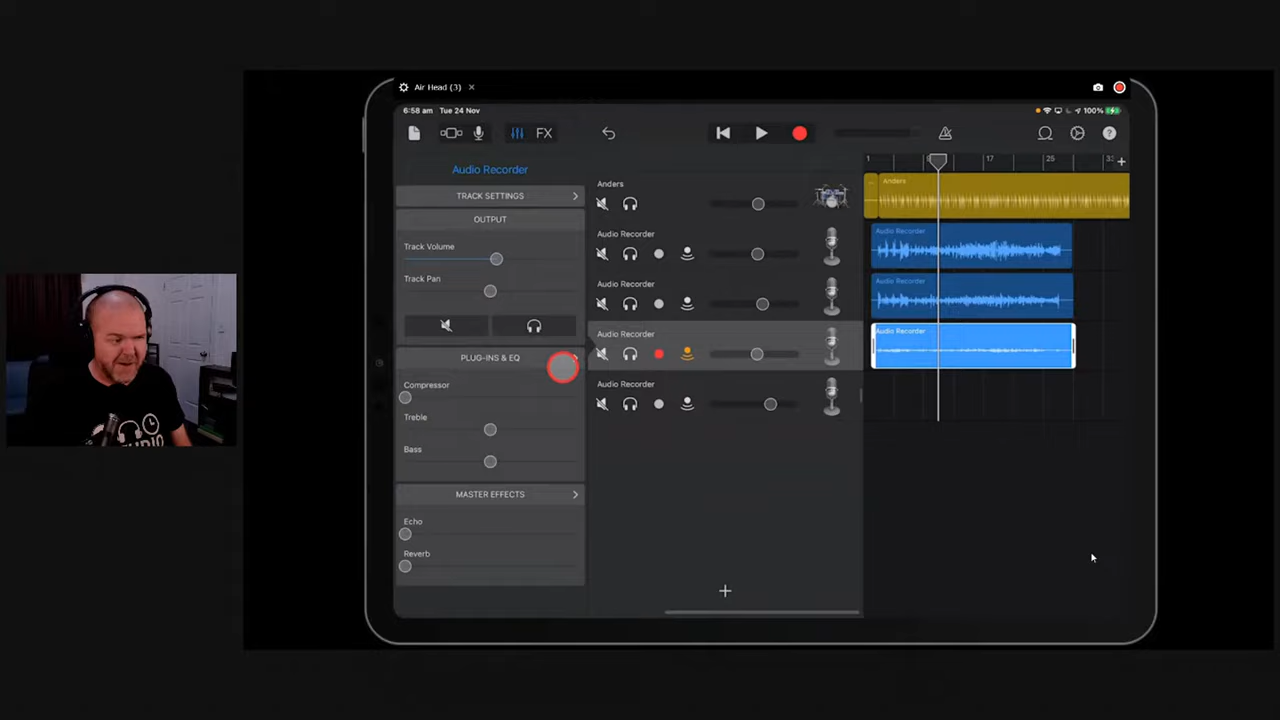 Air Head (3) ×
6:58 am Tue 24 Nov
100%
FX
?
Audio Recorder
TRACK SETTINGS
OUTPUT
Track Volume
Track Pan
PLUG-INS & EQ
Compressor
Treble
Bass
MASTER EFFECTS
Echo
Reverb
Anders
Audio Recorder
Audio Recorder
Audio Recorder
Audio Recorder
1 17 25 33 +
Anders
Audio Recorder
Audio Recorder
Audio Recorder
+